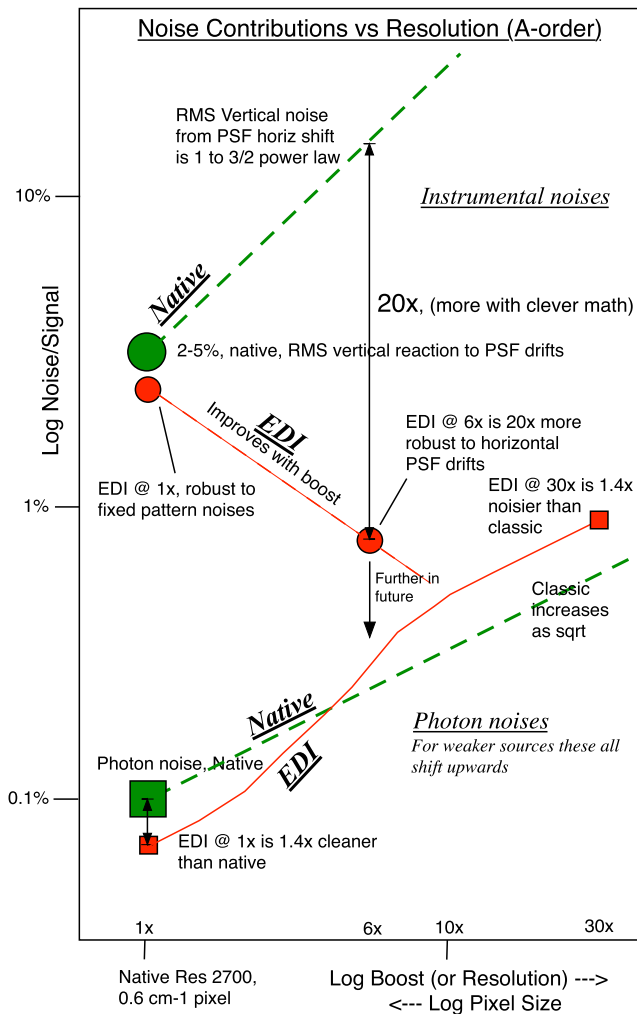 Noise Contributions vs Resolution (A-order)
RMS Vertical noise
from PSF horiz shift
is 1 to 3/2 power law
10%
Instrumental noises
Native
20x, (more with clever math)
Log Noise/Signal
2-5%, native, RMS vertical reaction to PSF drifts
EDI
Improves with boost
EDI @ 6x is 20x more
robust to horizontal
PSF drifts
EDI @ 1x, robust to
fixed pattern noises
EDI @ 30x is 1.4x
noisier than
classic
1%
Further in
future
Classic
increases
as sqrt
Native
Photon noises
For weaker sources these all
shift upwards
Photon noise, Native
EDI
0.1%
EDI @ 1x is 1.4x cleaner
than native
1x
6x
10x
30x
Native Res 2700,
0.6 cm-1 pixel
Log Boost (or Resolution) --->
<--- Log Pixel Size